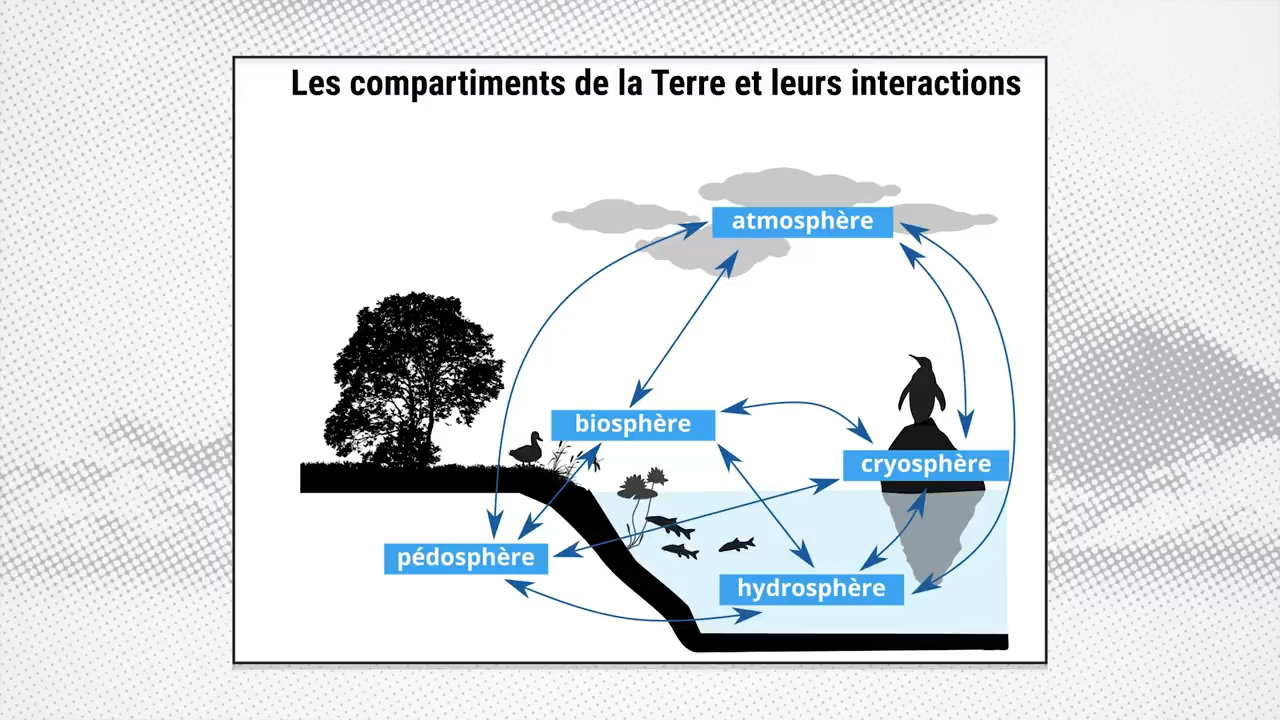 Les compartiments de la Terre et leurs interactions
atmosphère
biosphère
cryosphère
pédosphère
hydrosphère